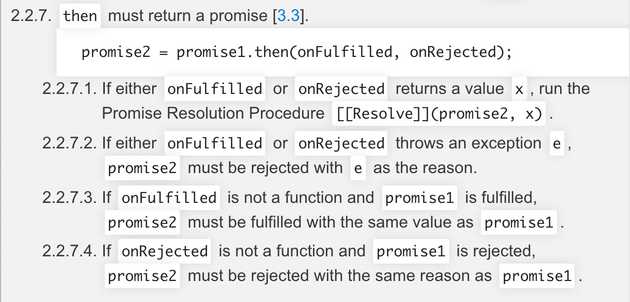 2.2.7. then must return a promise [3.3].
promise2 = promise1.then(onFulfilled, onRejected);
2.2.7.1. If either onFulfilled or onRejected returns a value x , run the
Promise Resolution Procedure [[Resolve]](promise2, x) .
2.2.7.2. If either onFulfilled or onRejected throws an exception e ,
promise2 must be rejected with e as the reason.
2.2.7.3. If onFulfilled is not a function and promise1 is fulfilled,
promise2 must be fulfilled with the same value as promise1 .
2.2.7.4. If onRejected is not a function and promise1 is rejected,
promise2 must be rejected with the same reason as promise1 .